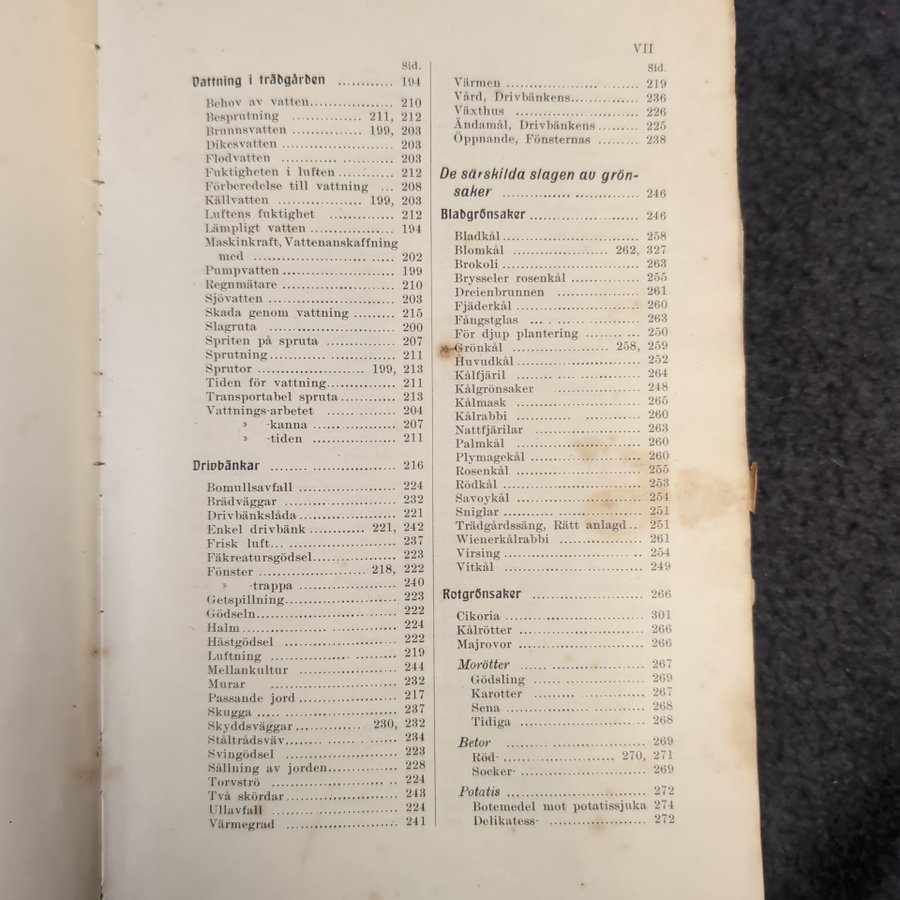 VII
Sid.
Vattning i trädgården ............ 194
Behov av vatten................. 210
Besprutning .............. 211, 212
Brunnsvatten .............. 199, 203
Dikesvatten ...................... 203
Flodvatten ...................... 203
Fuktigheten i luften ............ 212
Förberedelse till vattning ... 208
Källvatten .................. 199, 203
Luftens fuktighet ............. 212
Lämpligt vatten ................. 194
Maskinkraft, Vattenanskaffning
med ............................ 202
Pumpvatten ...................... 199
Regnmätare ...................... 210
Sjövatten ........................ 203
Skada genom vattning ......... 215
Slagruta ......................... 200
Spriten på spruta .............. 207
Sprutning ........................ 211
Sprutor ...................... 199, 213
Tiden för vattning.............. 211
Transportabel spruta ........... 213
Vattnings-arbetet .............. 204
» -kanna ................. 207
» -tiden ................. 211
Drivbänkar ........................ 216
Bomullsavfall .................... 224
Brädväggar ...................... 232
Drivbänkslåda ................... 221
Enkel drivbänk ........... 221, 242
Frisk luft... ...................... 237
Fäkreatursgödsel................ 223
Fönster ...................... 218, 222
» -trappa .................. 240
Getspillning...................... 223
Gödseln........................... 222
Halm ............................. 224
Hästgödsel ...................... 222
Luftning ......................... 219
Mellankultur .................... 244
Murar ........................... 232
Passande jord ................... 217
Skugga ........................... 237
Skyddsväggar .............. 230, 232
Ståltrådsväv...................... 234
Svingödsel ...................... 223
Sållning av jorden.............. 228
Torvströ ......................... 224
Två skördar ...................... 243
Ullavfall ........................ 224
Värmegrad ...................... 241
Sid.
Värmen .......................... 219
Vård, Drivbänkens.............. 236
Växthus ......................... 226
Ändamål, Drivbänkens ......... 225
Öppnande, Fönsternas ......... 238
De särskilda slagen av grön-
saker ............................ 246
Bladgrönsaker ...................... 246
Bladkål ........................... 258
Blomkål ................... 262, 327
Brokoli ........................... 263
Brysseler rosenkål .............. 255
Dreienbrunnen ................. 261
Fjäderkål ........................ 260
Fångstglas ...................... 263
För djup plantering ........... 250
Grönkål .................... 258, 259
Huvudkål ........................ 252
Kålfjäril ........................ 264
Kålgrönsaker ................... 248
Kålmask ......................... 265
Kålrabbi ......................... 260
Nattfjärilar ...................... 263
Palmkål ......................... 260
Plymagekål ...................... 260
Rosenkål ........................ 255
Rödkål ........................... 253
Savoykål ........................ 254
Sniglar ........................... 251
Trädgårdssäng, Rätt anlagd .. 251
Wienerkålrabbi ................. 261
Virsing ........................... 254
Vitkål ........................... 249
Rotgrönsaker ...................... 266
Cikoria ........................... 301
Kålrötter ........................ 266
Majrovor ........................ 266
Morötter ........................ 267
Gödsling ...................... 269
Karotter ...................... 267
Sena ........................... 268
Tidiga ........................ 268
Betor ........................... 269
Röd- ...................... 270, 271
Socker- ........................ 269
Potatis ........................... 272
Botemedel mot potatissjuka 274
Delikatess- ................... 272